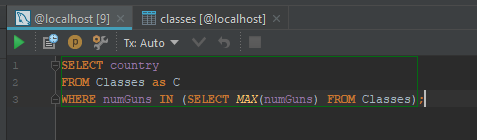 @localhost [9] classes [@localhost]
Tx: Auto
1 SELECT country
2 FROM Classes as C
3 WHERE numGuns IN (SELECT MAX(numGuns) FROM Classes);